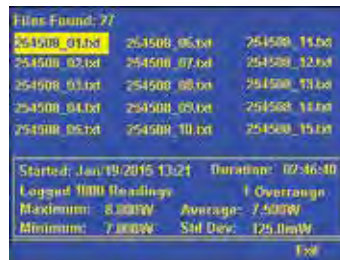 Files Found: 27
254508_01.txt 254508_06.txt 254508_11.txt
254508_02.txt 254508_07.txt 254508_12.txt
254508_03.txt 254508_08.txt 254508_13.txt
254508_04.txt 254508_09.txt 254508_14.txt
254508_05.txt 254508_10.txt 254508_15.txt
Started: Jan/19/2015 13:21 Duration: 02:46:40
Logged 1000 Readings 1 Overrange
Maximum: 8.000W Average: 7.500W
Minimum: 7.000W Std Dev: 125.0mW
Exit